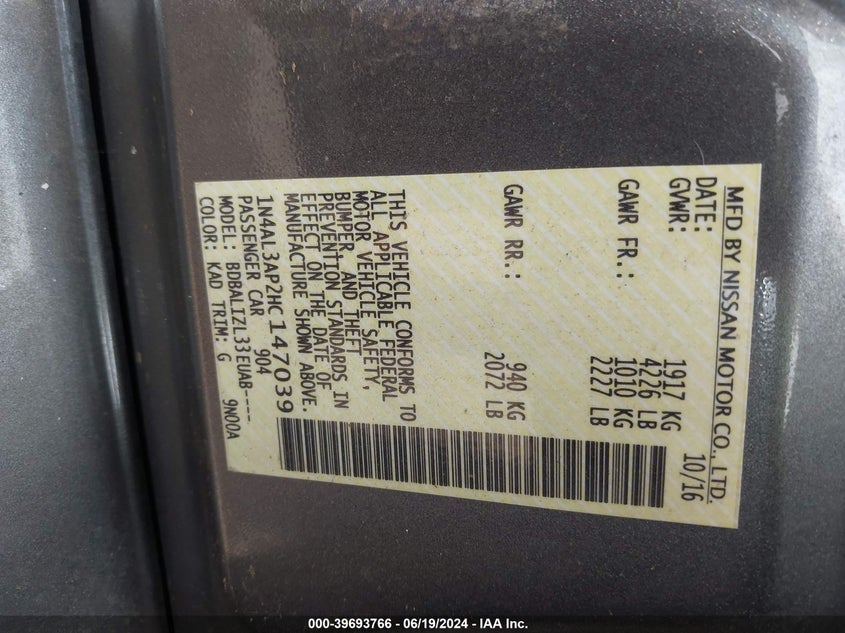 MFD BY NISSAN MOTOR CO., LTD.
DATE: 10/16
GVWR: 1917 KG
4226 LB
GAWR FR.: 1010 KG
2227 LB
GAWR RR.: 940 KG
2072 LB
THIS VEHICLE CONFORMS TO
ALL APPLICABLE FEDERAL
MOTOR VEHICLE SAFETY,
BUMPER, AND THEFT
PREVENTION STANDARDS IN
EFFECT ON THE DATE OF
MANUFACTURE SHOWN ABOVE.
1N4AL3AP2HC147039
PASSENGER CAR 904
MODEL: BDBALIZL33EUAB----
COLOR: KAD TRIM: G 9N00A
000-39693766 - 06/19/2024 - IAA Inc.